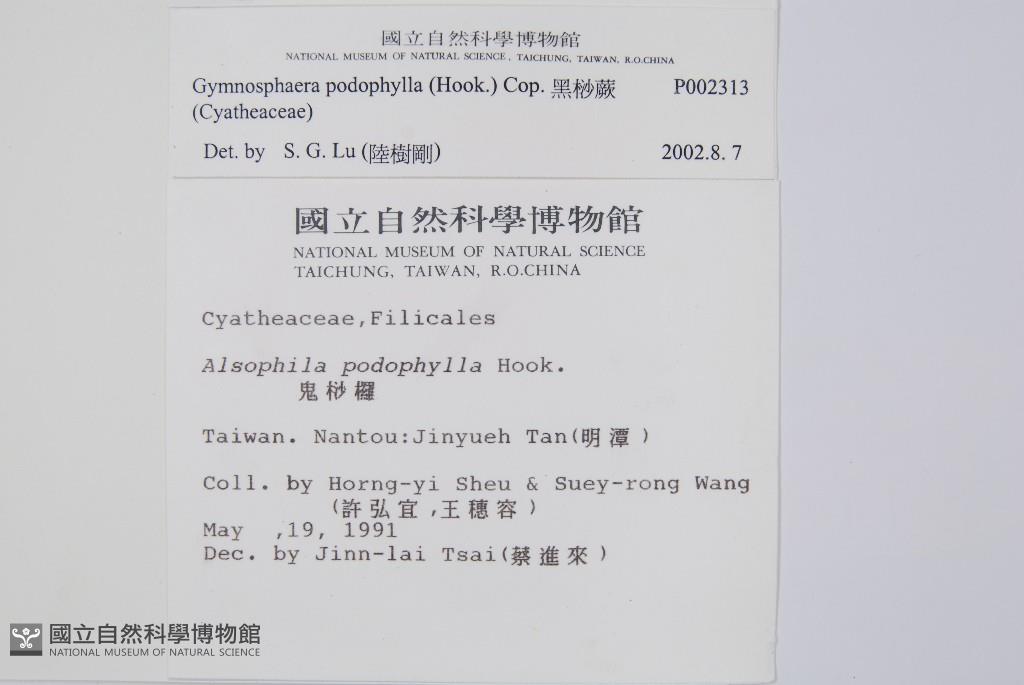 國立自然科學博物館
NATIONAL MUSEUM OF NATURAL SCIENCE, TAICHUNG, TAIWAN, R.O.CHINA
Gymnosphaera podophylla (Hook.) Cop. 黑桫蕨 P002313
(Cyatheaceae)
Det. by S. G. Lu (陸樹剛) 2002.8. 7
國立自然科學博物館
NATIONAL MUSEUM OF NATURAL SCIENCE
TAICHUNG, TAIWAN, R.O.CHINA
Cyatheaceae,Filicales
Alsophila podophylla Hook.
鬼桫欏
Taiwan. Nantou:Jinyueh Tan(明潭)
Coll. by Horng-yi Sheu & Suey-rong Wang
(許弘宜,王穗容)
May ,19, 1991
Dec. by Jinn-lai Tsai(蔡進來)
國立自然科學博物館
NATIONAL MUSEUM OF NATURAL SCIENCE